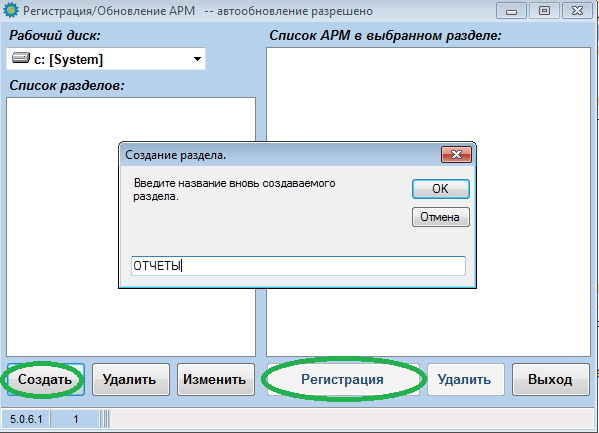 Регистрация/Обновление АРМ -- автообновление разрешено
Рабочий диск:
Список АРМ в выбранном разделе:
c: [System]
Список разделов:
Создание раздела.
Введите название вновь создаваемого
раздела.
OK
Отмена
ОТЧЕТЫ
Создать
Удалить
Изменить
Регистрация
Удалить
Выход
5.0.6.1
1